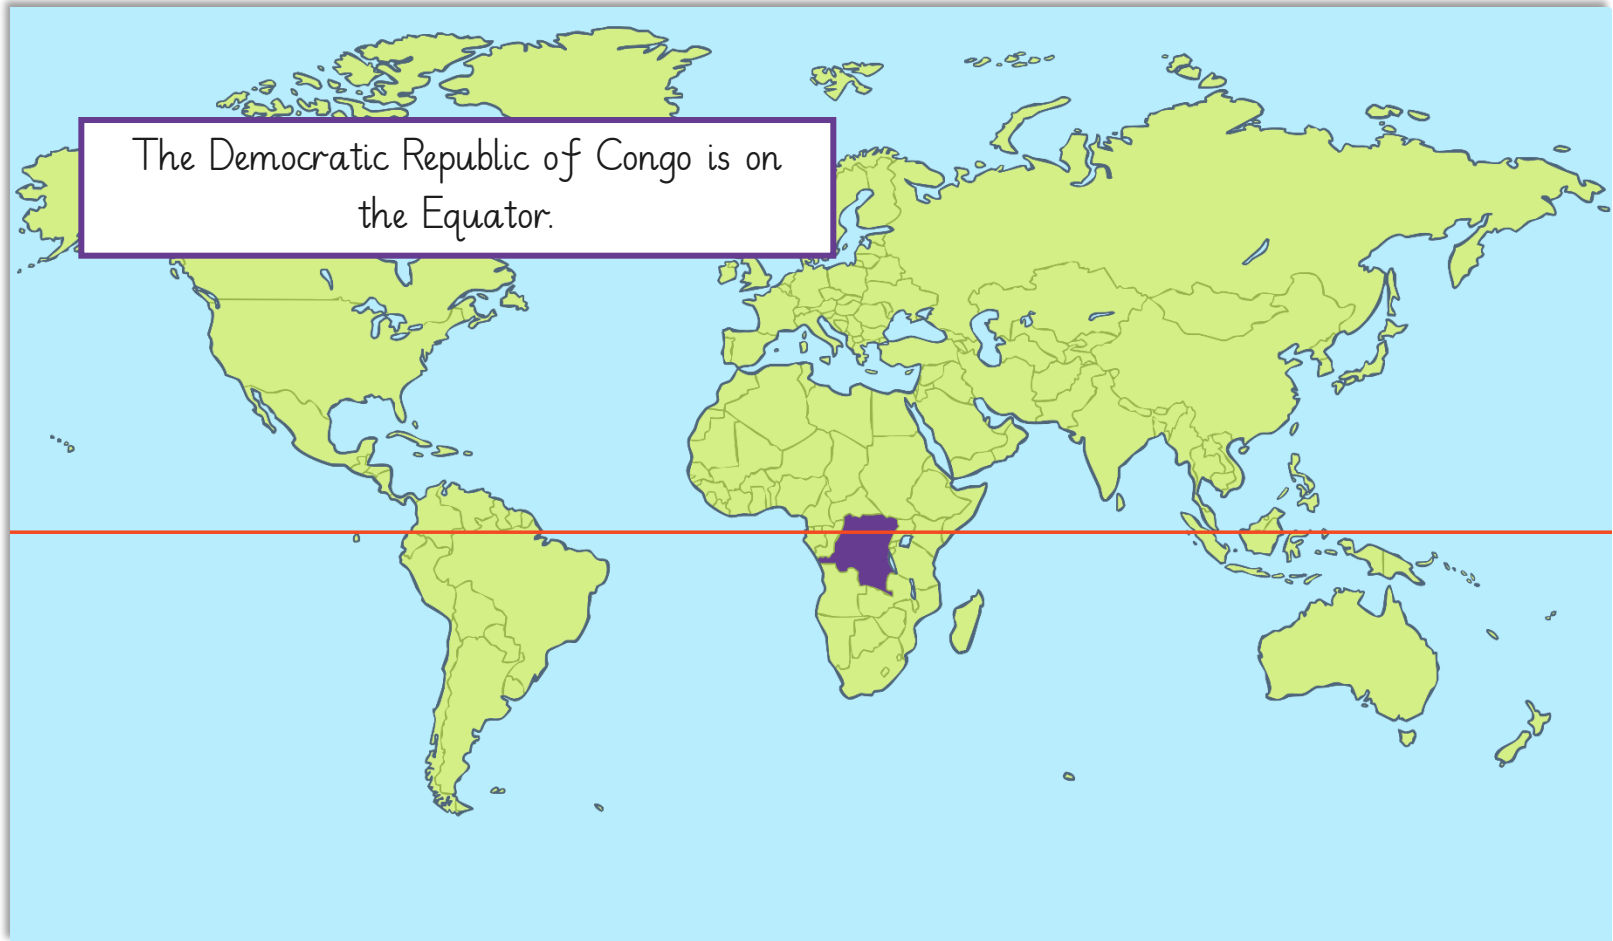 The Democratic Republic of Congo is on
the Equator.